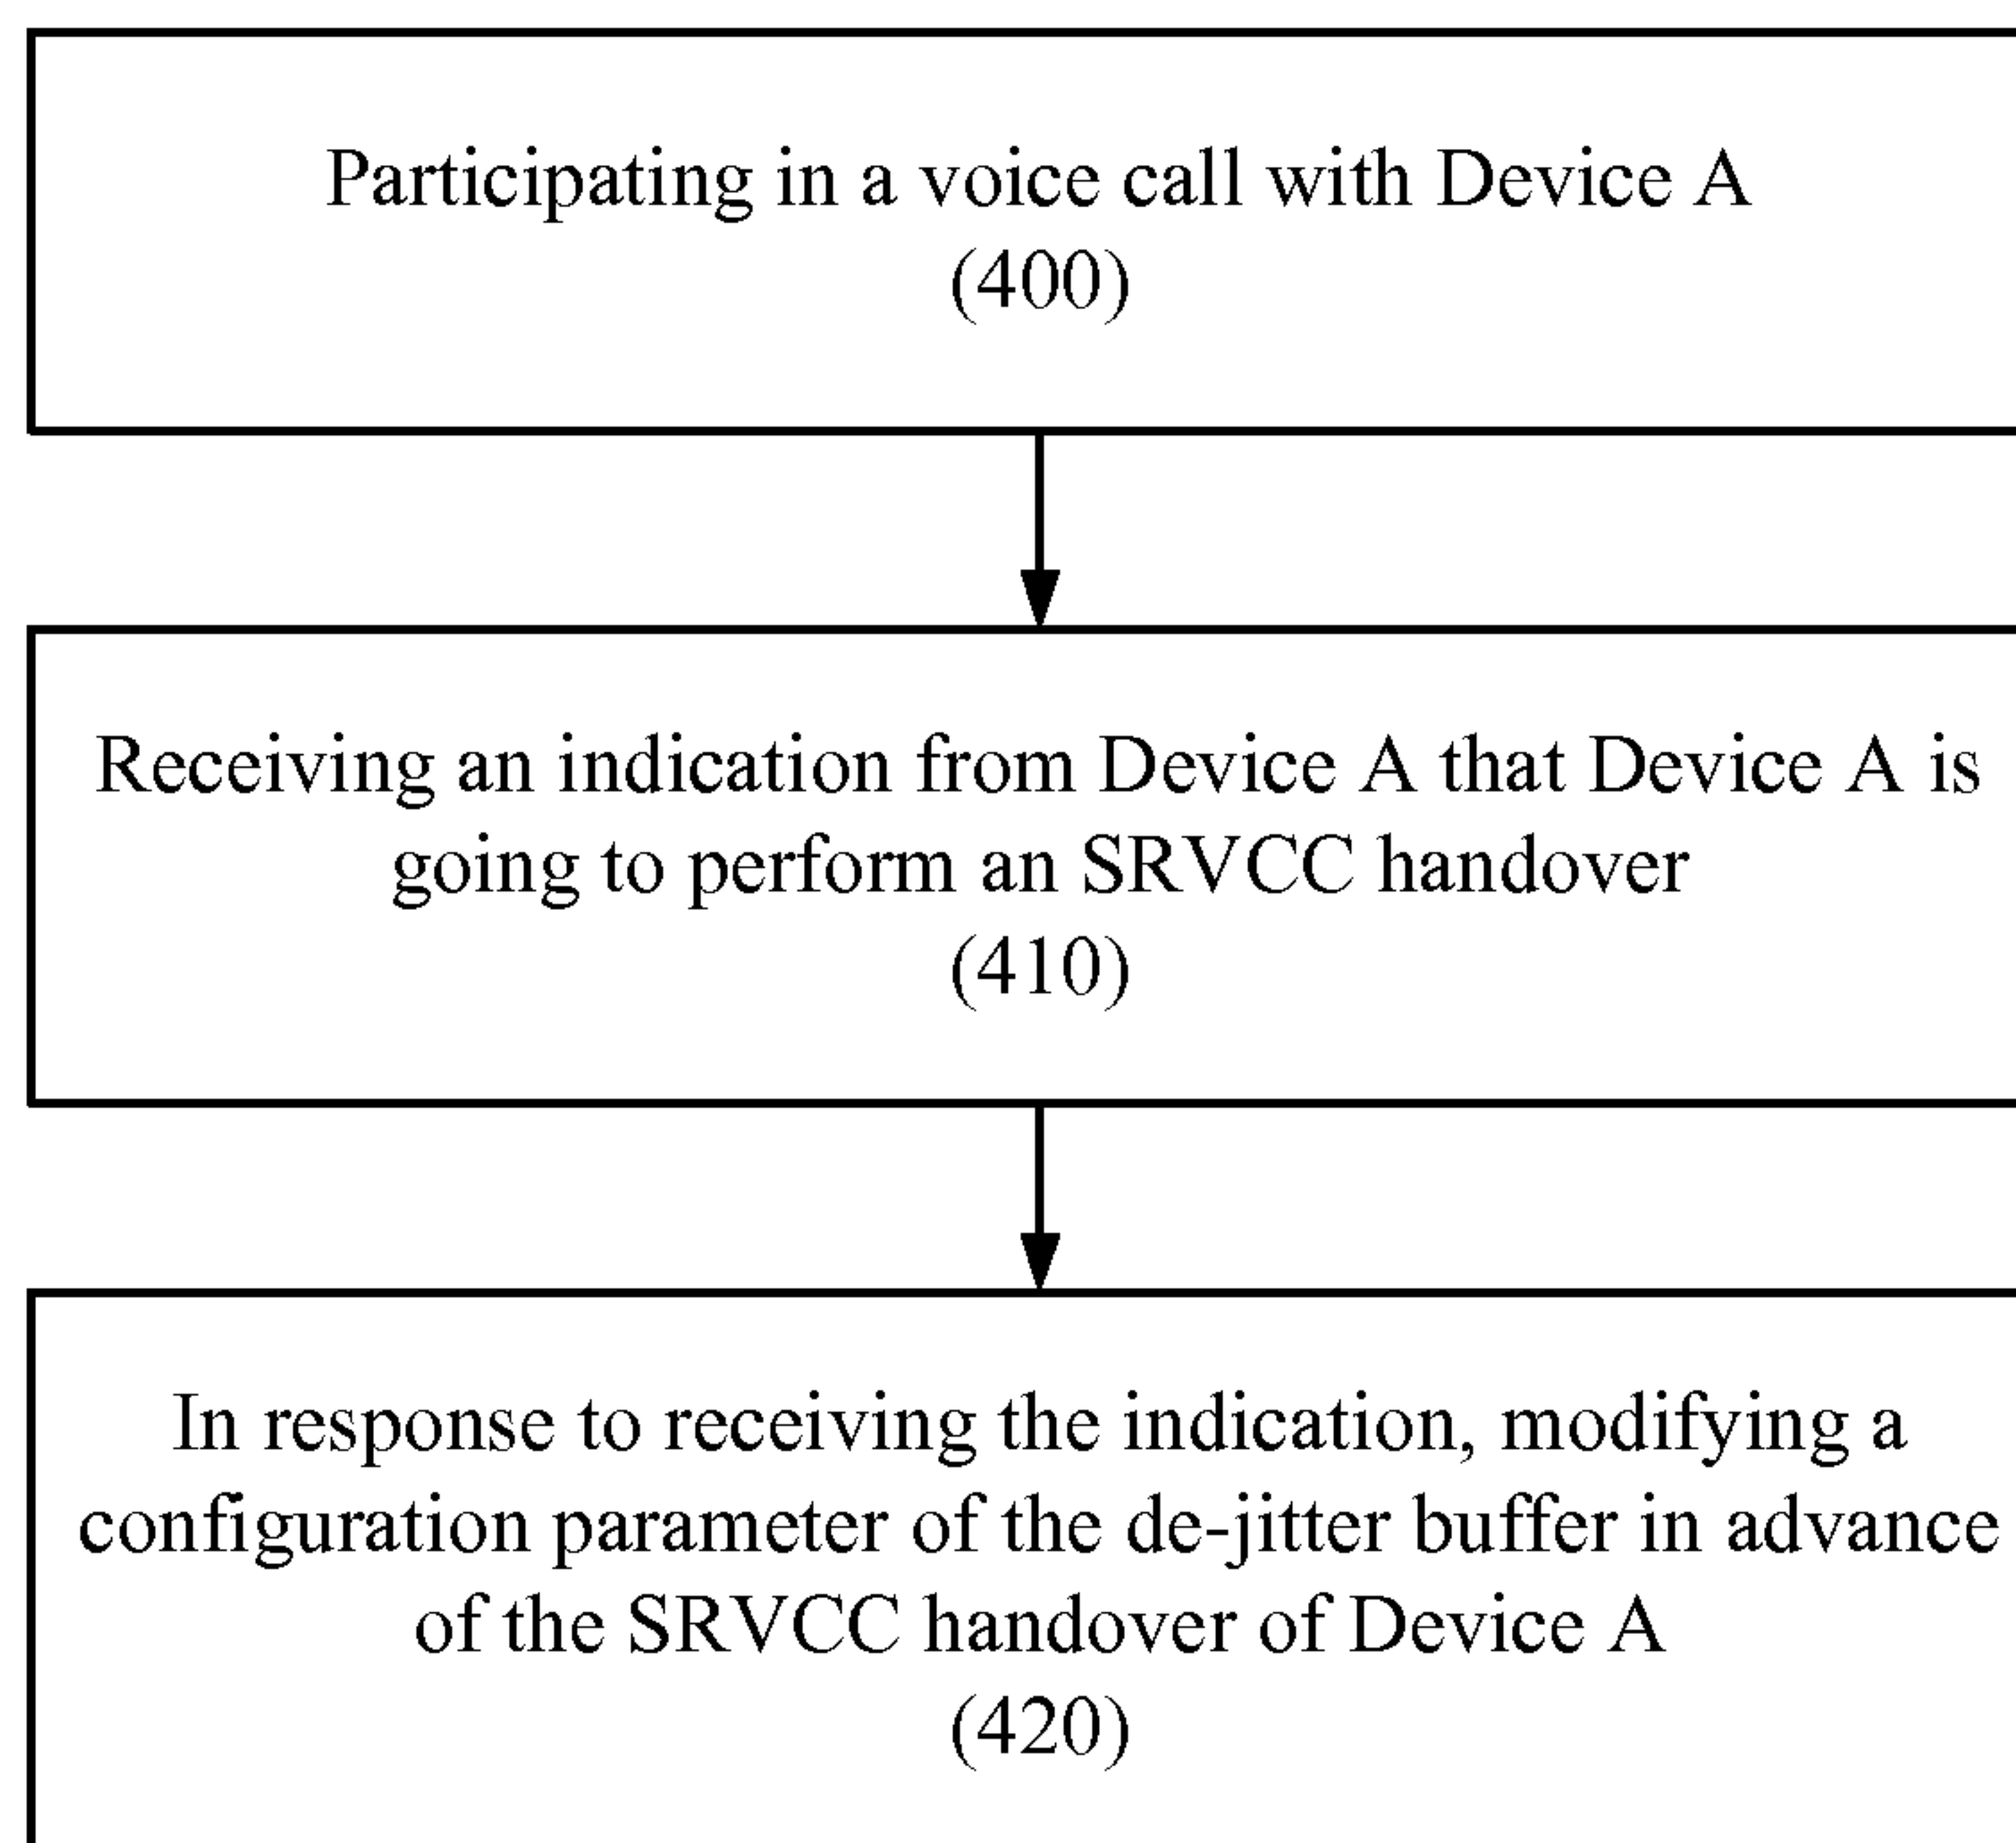 Participating in a voice call with Device A
(400)
Receiving an indication from Device A that Device A is
going to perform an SRVCC handover
(410)
In response to receiving the indication, modifying a
configuration parameter of the de-jitter buffer in advance
of the SRVCC handover of Device A
(420)